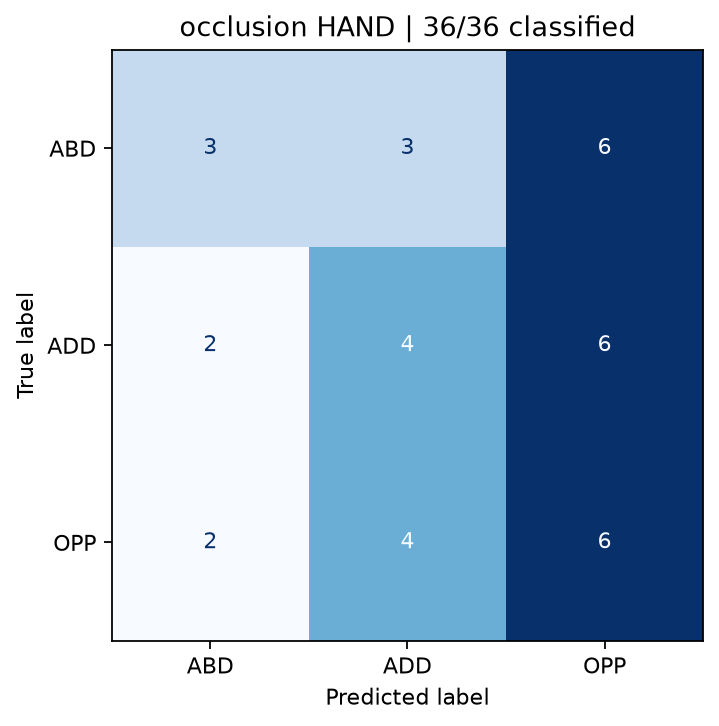 occlusion HAND | 36/36 classified
ABD 3 3 6
ADD 2 4 6
OPP 2 4 6
True label
ABD ADD OPP
Predicted label